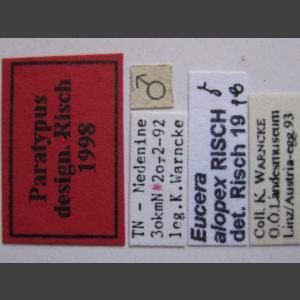 Paratypus
design. Risch
1998
♂
TN - Medenine
30kmN 20-2-92
leg. K. Warncke
Eucera ♂
alopex RISCH
det. Risch 19 98
Coll. K. WARNCKE
O.Ö. Landesmuseum
Linz/Austria-egg 93